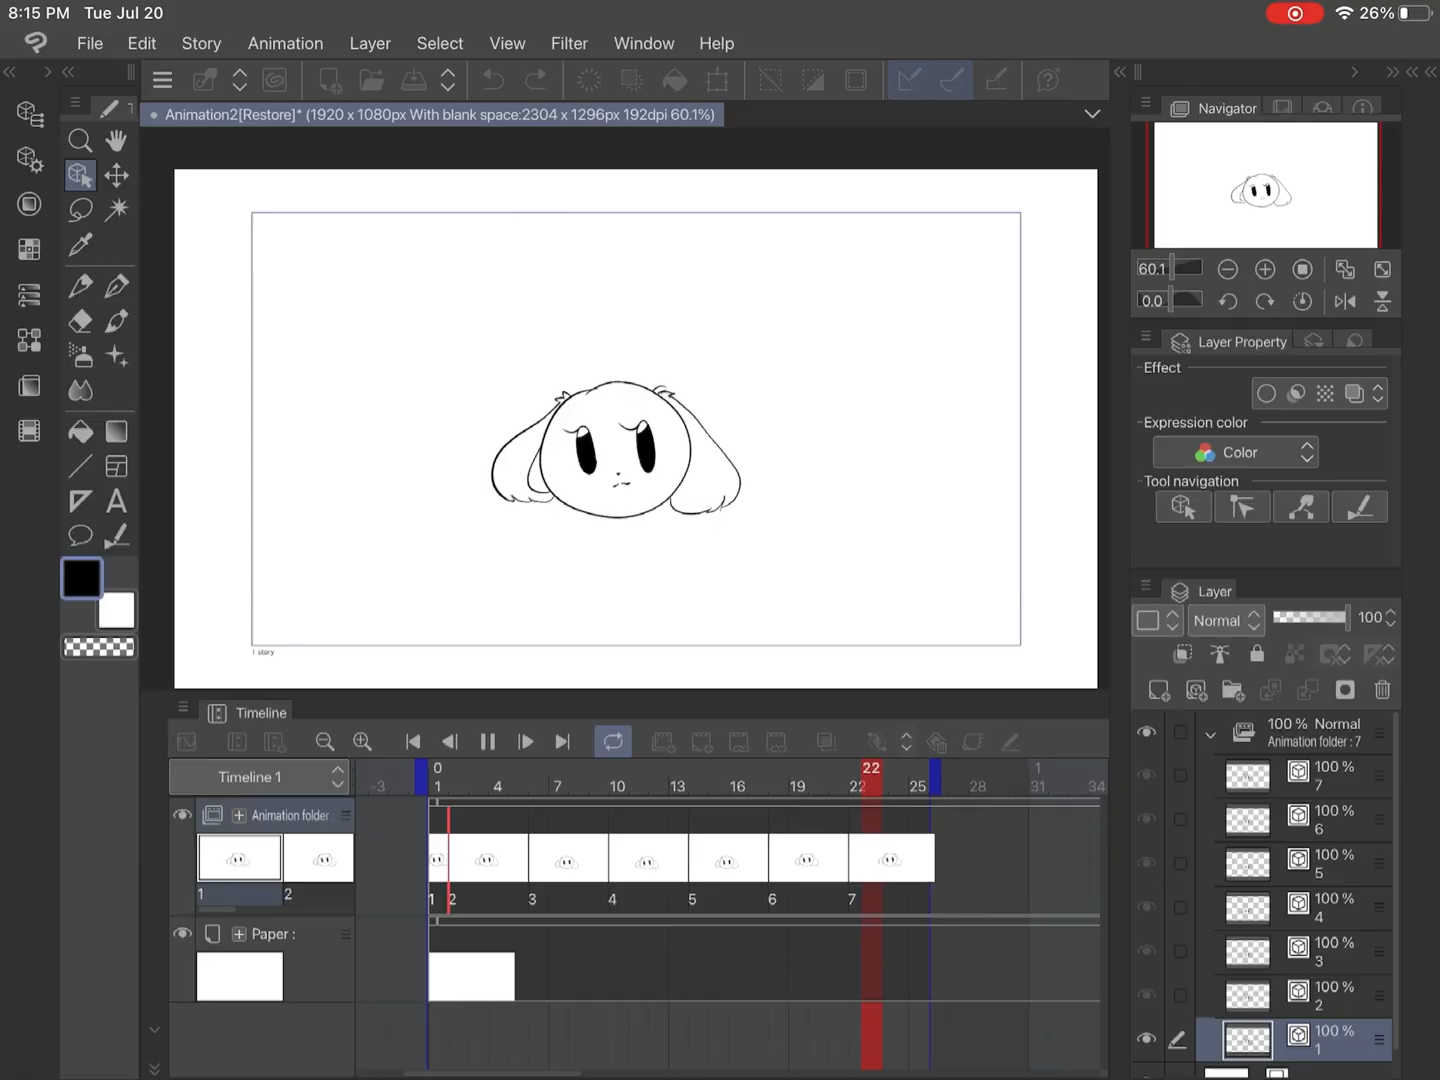 8:15 PM Tue Jul 20
26%
File Edit Story Animation Layer Select View Filter Window Help
Animation2[Restore]* (1920 x 1080px With blank space:2304 x 1296px 192dpi 60.1%)
Navigator
60.1
0.0
Layer Property
Effect
Expression color
Color
Tool navigation
1 story
Layer
Normal 100
100 % Normal
Animation folder : 7
100 %
7
100 %
6
100 %
5
100 %
4
100 %
3
100 %
2
100 %
1
Timeline
Timeline 1
0 22 1
-3 1 4 7 10 13 16 19 22 25 28 31 34
Animation folder
1 2
1 2 3 4 5 6 7
Paper :